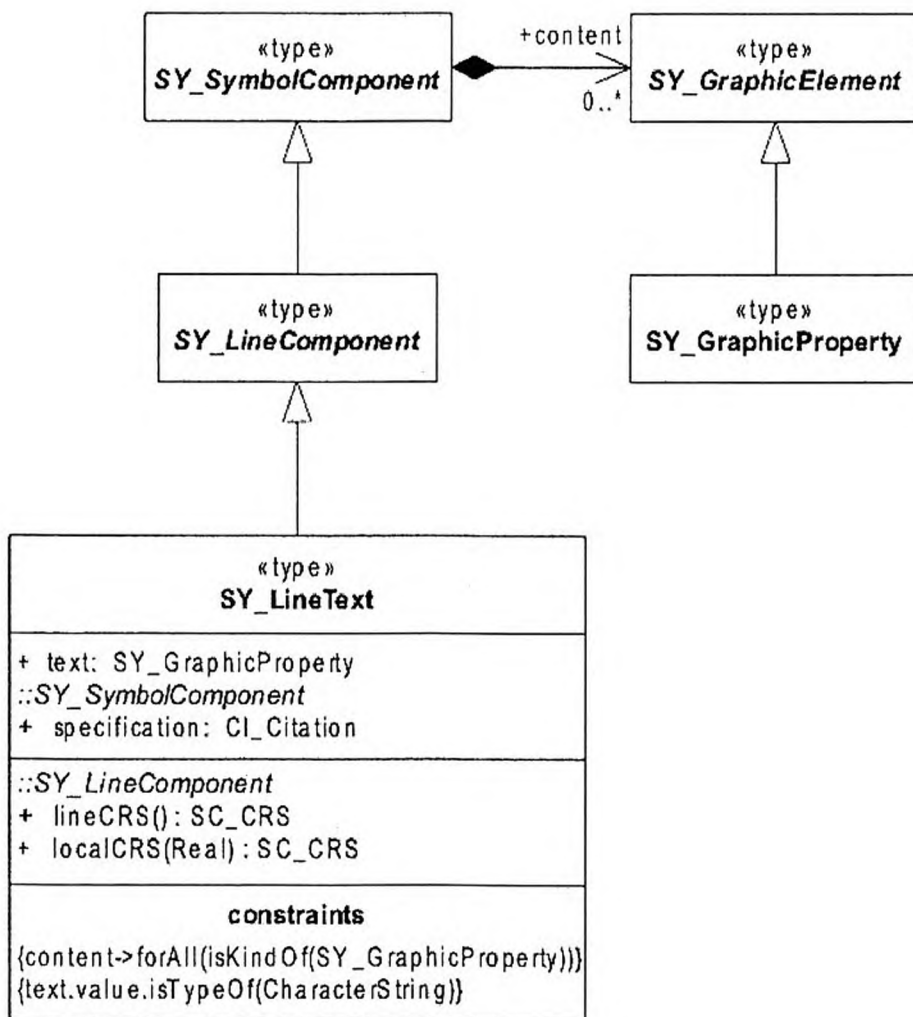 «type»
SY_SymbolComponent
+content
0..*
«type»
SY_GraphicElement
«type»
SY_LineComponent
«type»
SY_GraphicProperty
«type»
SY_LineText
+ text: SY_GraphicProperty
::SY_SymbolComponent
+ specification: CI_Citation
::SY_LineComponent
+ lineCRS() : SC_CRS
+ localCRS(Real) : SC_CRS
constraints
{content->forAll(isKindOf(SY_GraphicProperty))}
{text.value.isTypeOf(CharacterString)}